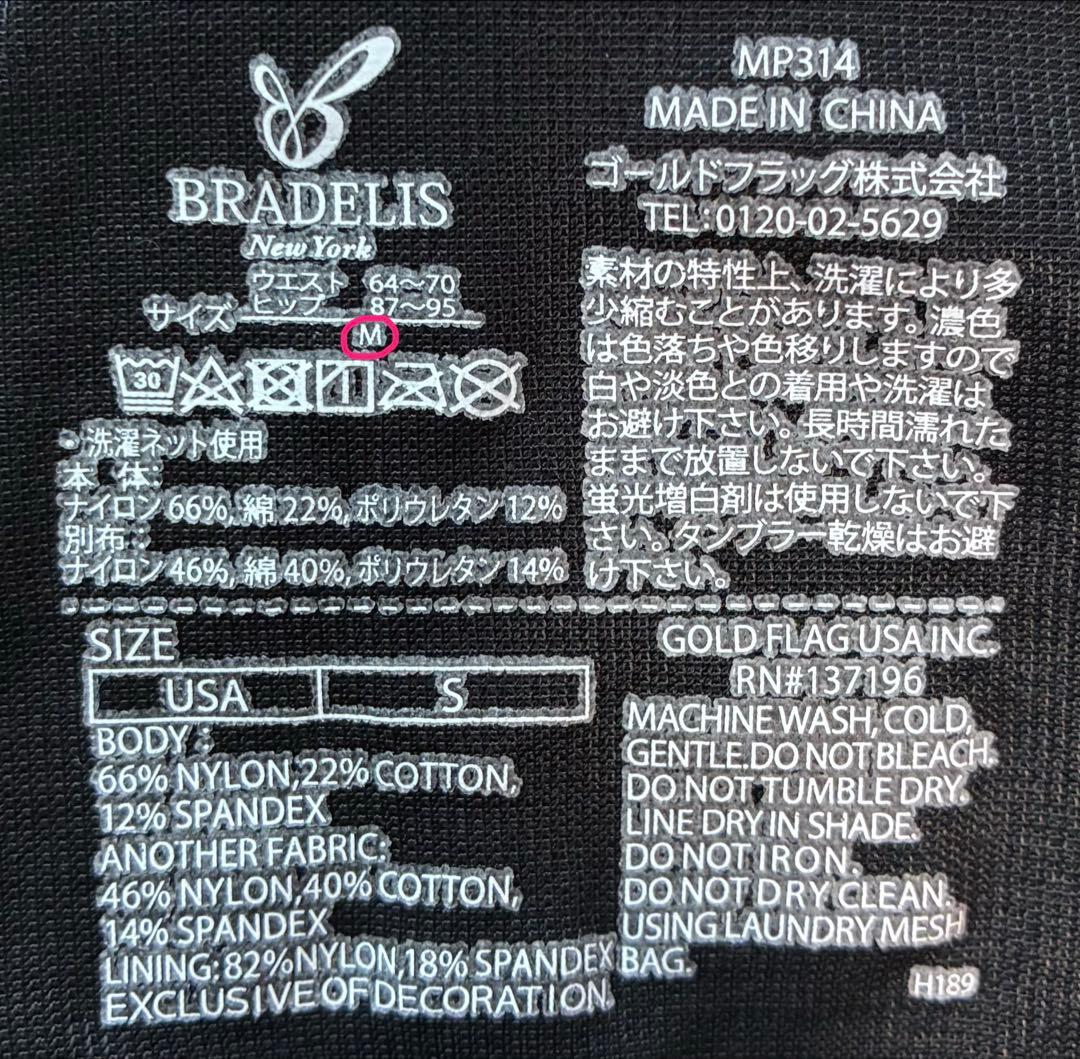 BRADELIS
New York
サイズ
ウエスト 64～70
ヒップ 87～95
M
30
・洗濯ネット使用
本 体:
ナイロン66%, 綿22%, ポリウレタン12%
別布:
ナイロン46%, 綿40%, ポリウレタン14%
MP314
MADE IN CHINA
ゴールドフラッグ株式会社
TEL:0120-02-5629
素材の特性上、洗濯により多
少縮むことがあります。濃色
は色落ちや色移りしますので
白や淡色との着用や洗濯は
お避け下さい。長時間濡れた
ままで放置しないで下さい。
蛍光増白剤は使用しないで下
さい。タンブラー乾燥はお避
け下さい。
SIZE
USA S
BODY:
66% NYLON,22% COTTON,
12% SPANDEX
ANOTHER FABRIC:
46% NYLON,40% COTTON,
14% SPANDEX
LINING:82%NYLON,18% SPANDEX
EXCLUSIVE OF DECORATION.
GOLD FLAG USA INC.
RN#137196
MACHINE WASH, COLD,
GENTLE.DO NOT BLEACH.
DO NOT TUMBLE DRY.
LINE DRY IN SHADE.
DO NOT IRON.
DO NOT DRY CLEAN.
USING LAUNDRY MESH
BAG.
H189